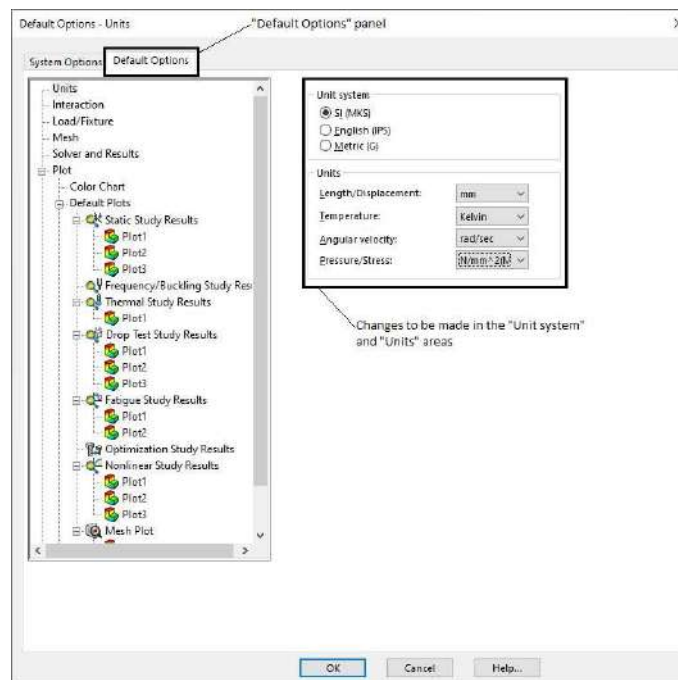 Default Options - Units
"Default Options" panel
System Options
Default Options
Units
Interaction
Load/Fixture
Mesh
Solver and Results
Plot
Color Chart
Default Plots
Static Study Results
Plot1
Plot2
Plot3
Frequency/Buckling Study Res
Thermal Study Results
Plot1
Drop Test Study Results
Plot1
Plot2
Plot3
Fatigue Study Results
Plot1
Plot2
Optimization Study Results
Nonlinear Study Results
Plot1
Plot2
Plot3
Mesh Plot
Unit system
SI (MKS)
English (IPS)
Metric (G)
Units
Length/Displacement: mm
Temperature: Kelvin
Angular velocity: rad/sec
Pressure/Stress: N/mm^2(M
Changes to be made in the "Unit system"
and "Units" areas
OK Cancel Help...